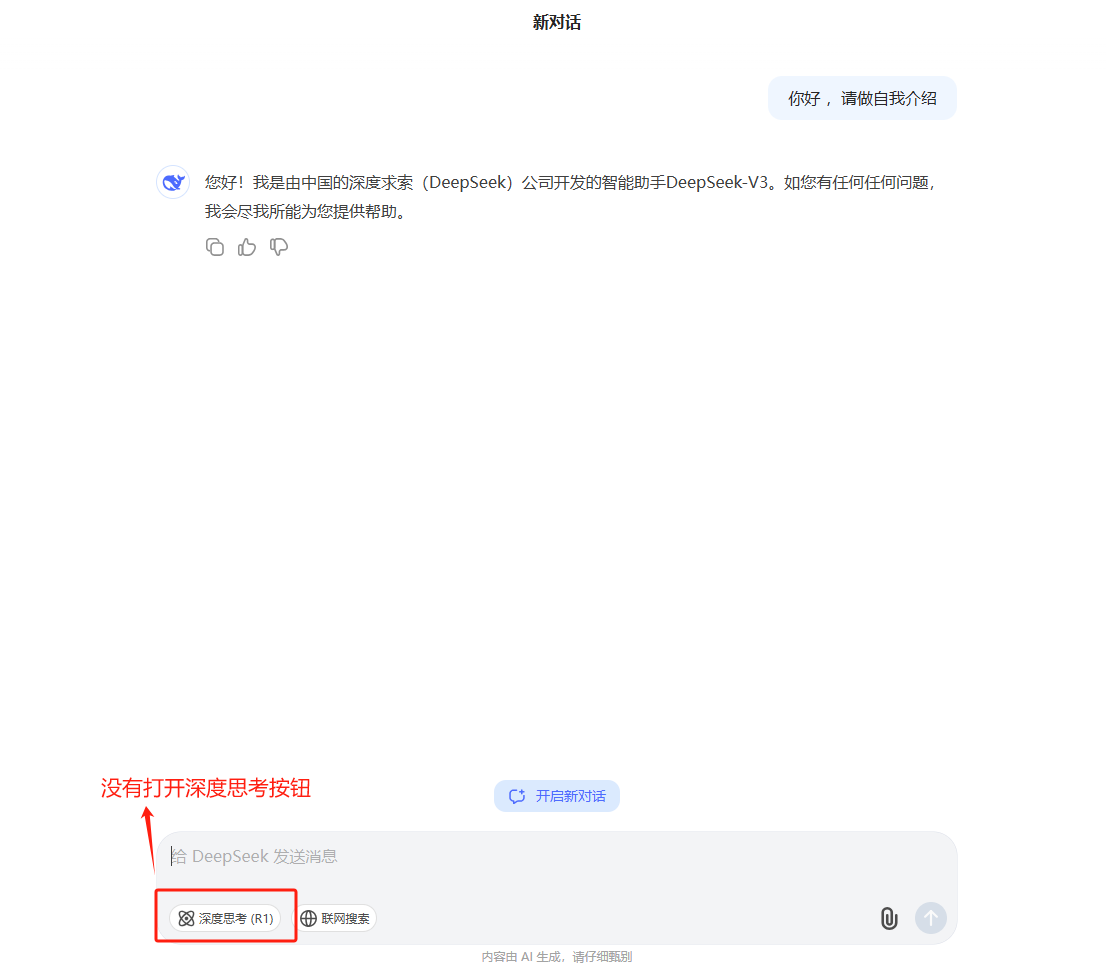 新对话
你好 ，请做自我介绍
您好！我是由中国的深度求索（DeepSeek）公司开发的智能助手DeepSeek-V3。如您有任何任何问题，
我会尽我所能为您提供帮助。
没有打开深度思考按钮
开启新对话
给 DeepSeek 发送消息
深度思考 (R1)
联网搜索
内容由 AI 生成，请仔细甄别